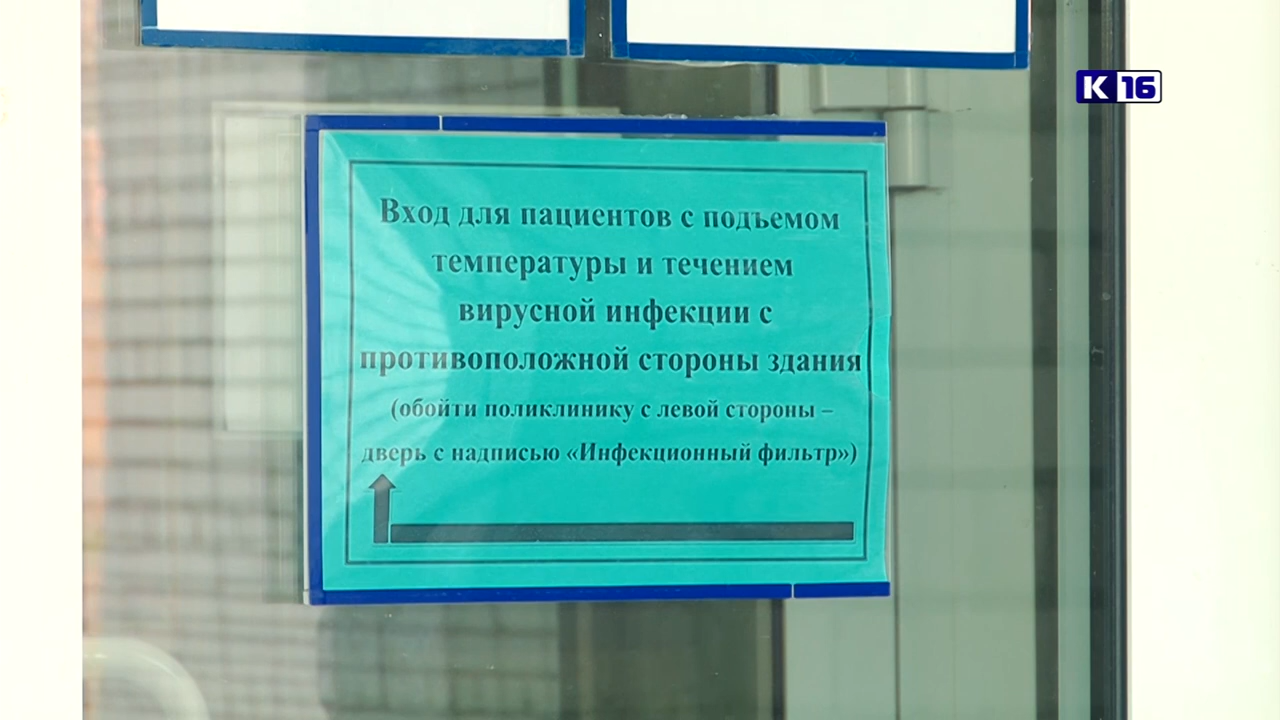 К 16
Вход для пациентов с подъемом
температуры и течением
вирусной инфекции с
противоположной стороны здания
(обойти поликлинику с левой стороны –
дверь с надписью «Инфекционный фильтр»)